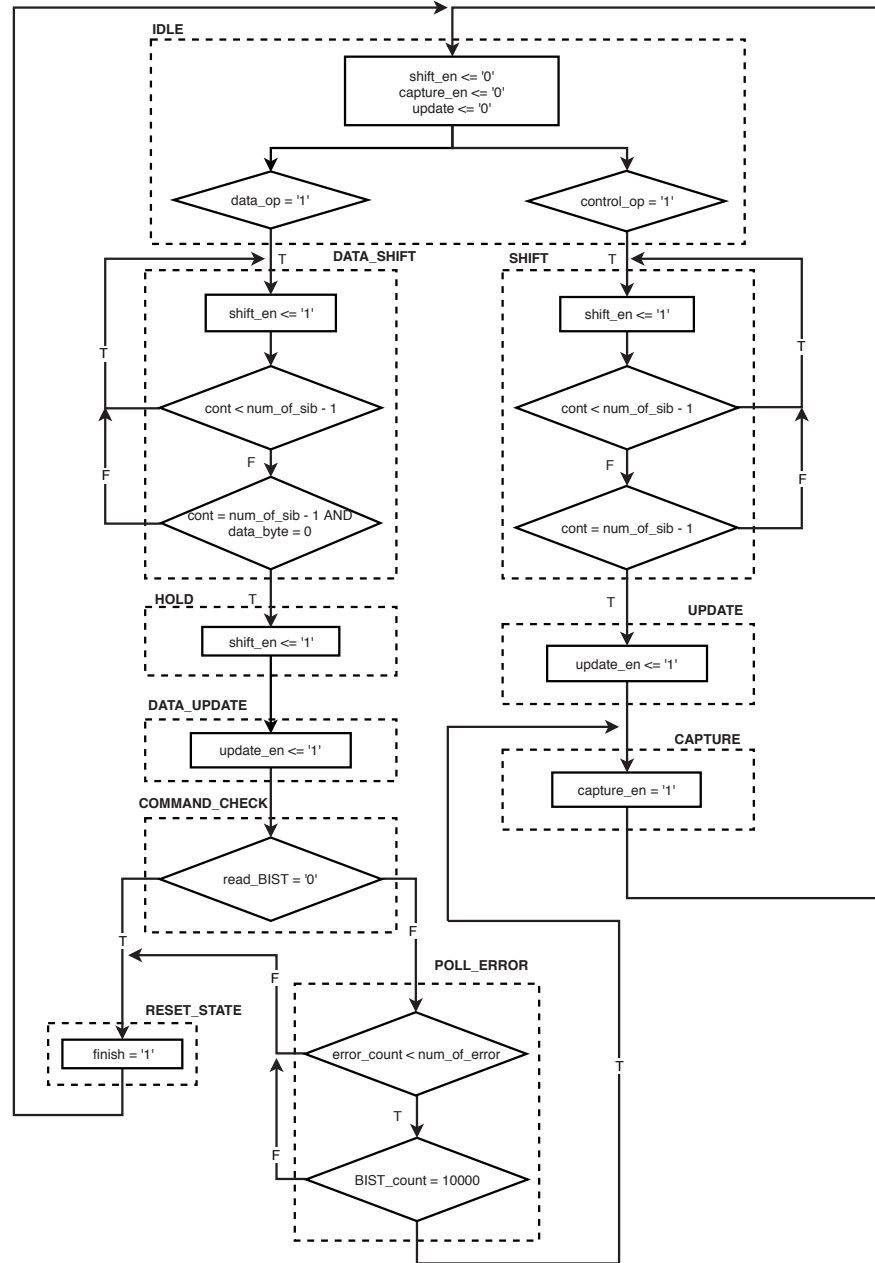 IDLE
shift_en <= '0'
capture_en <= '0'
update <= '0'
data_op = '1'
control_op = '1'
T
DATA_SHIFT
shift_en <= '1'
T
cont < num_of_sib - 1
F
F
cont = num_of_sib - 1 AND
data_byte = 0
T
HOLD
shift_en <= '1'
DATA_UPDATE
update_en <= '1'
COMMAND_CHECK
read_BIST = '0'
T
F
RESET_STATE
finish = '1'
POLL_ERROR
F
error_count < num_of_error
T
F
BIST_count = 10000
T
SHIFT
T
shift_en <= '1'
T
cont < num_of_sib - 1
F
F
cont = num_of_sib - 1
T
UPDATE
update_en <= '1'
CAPTURE
capture_en = '1'